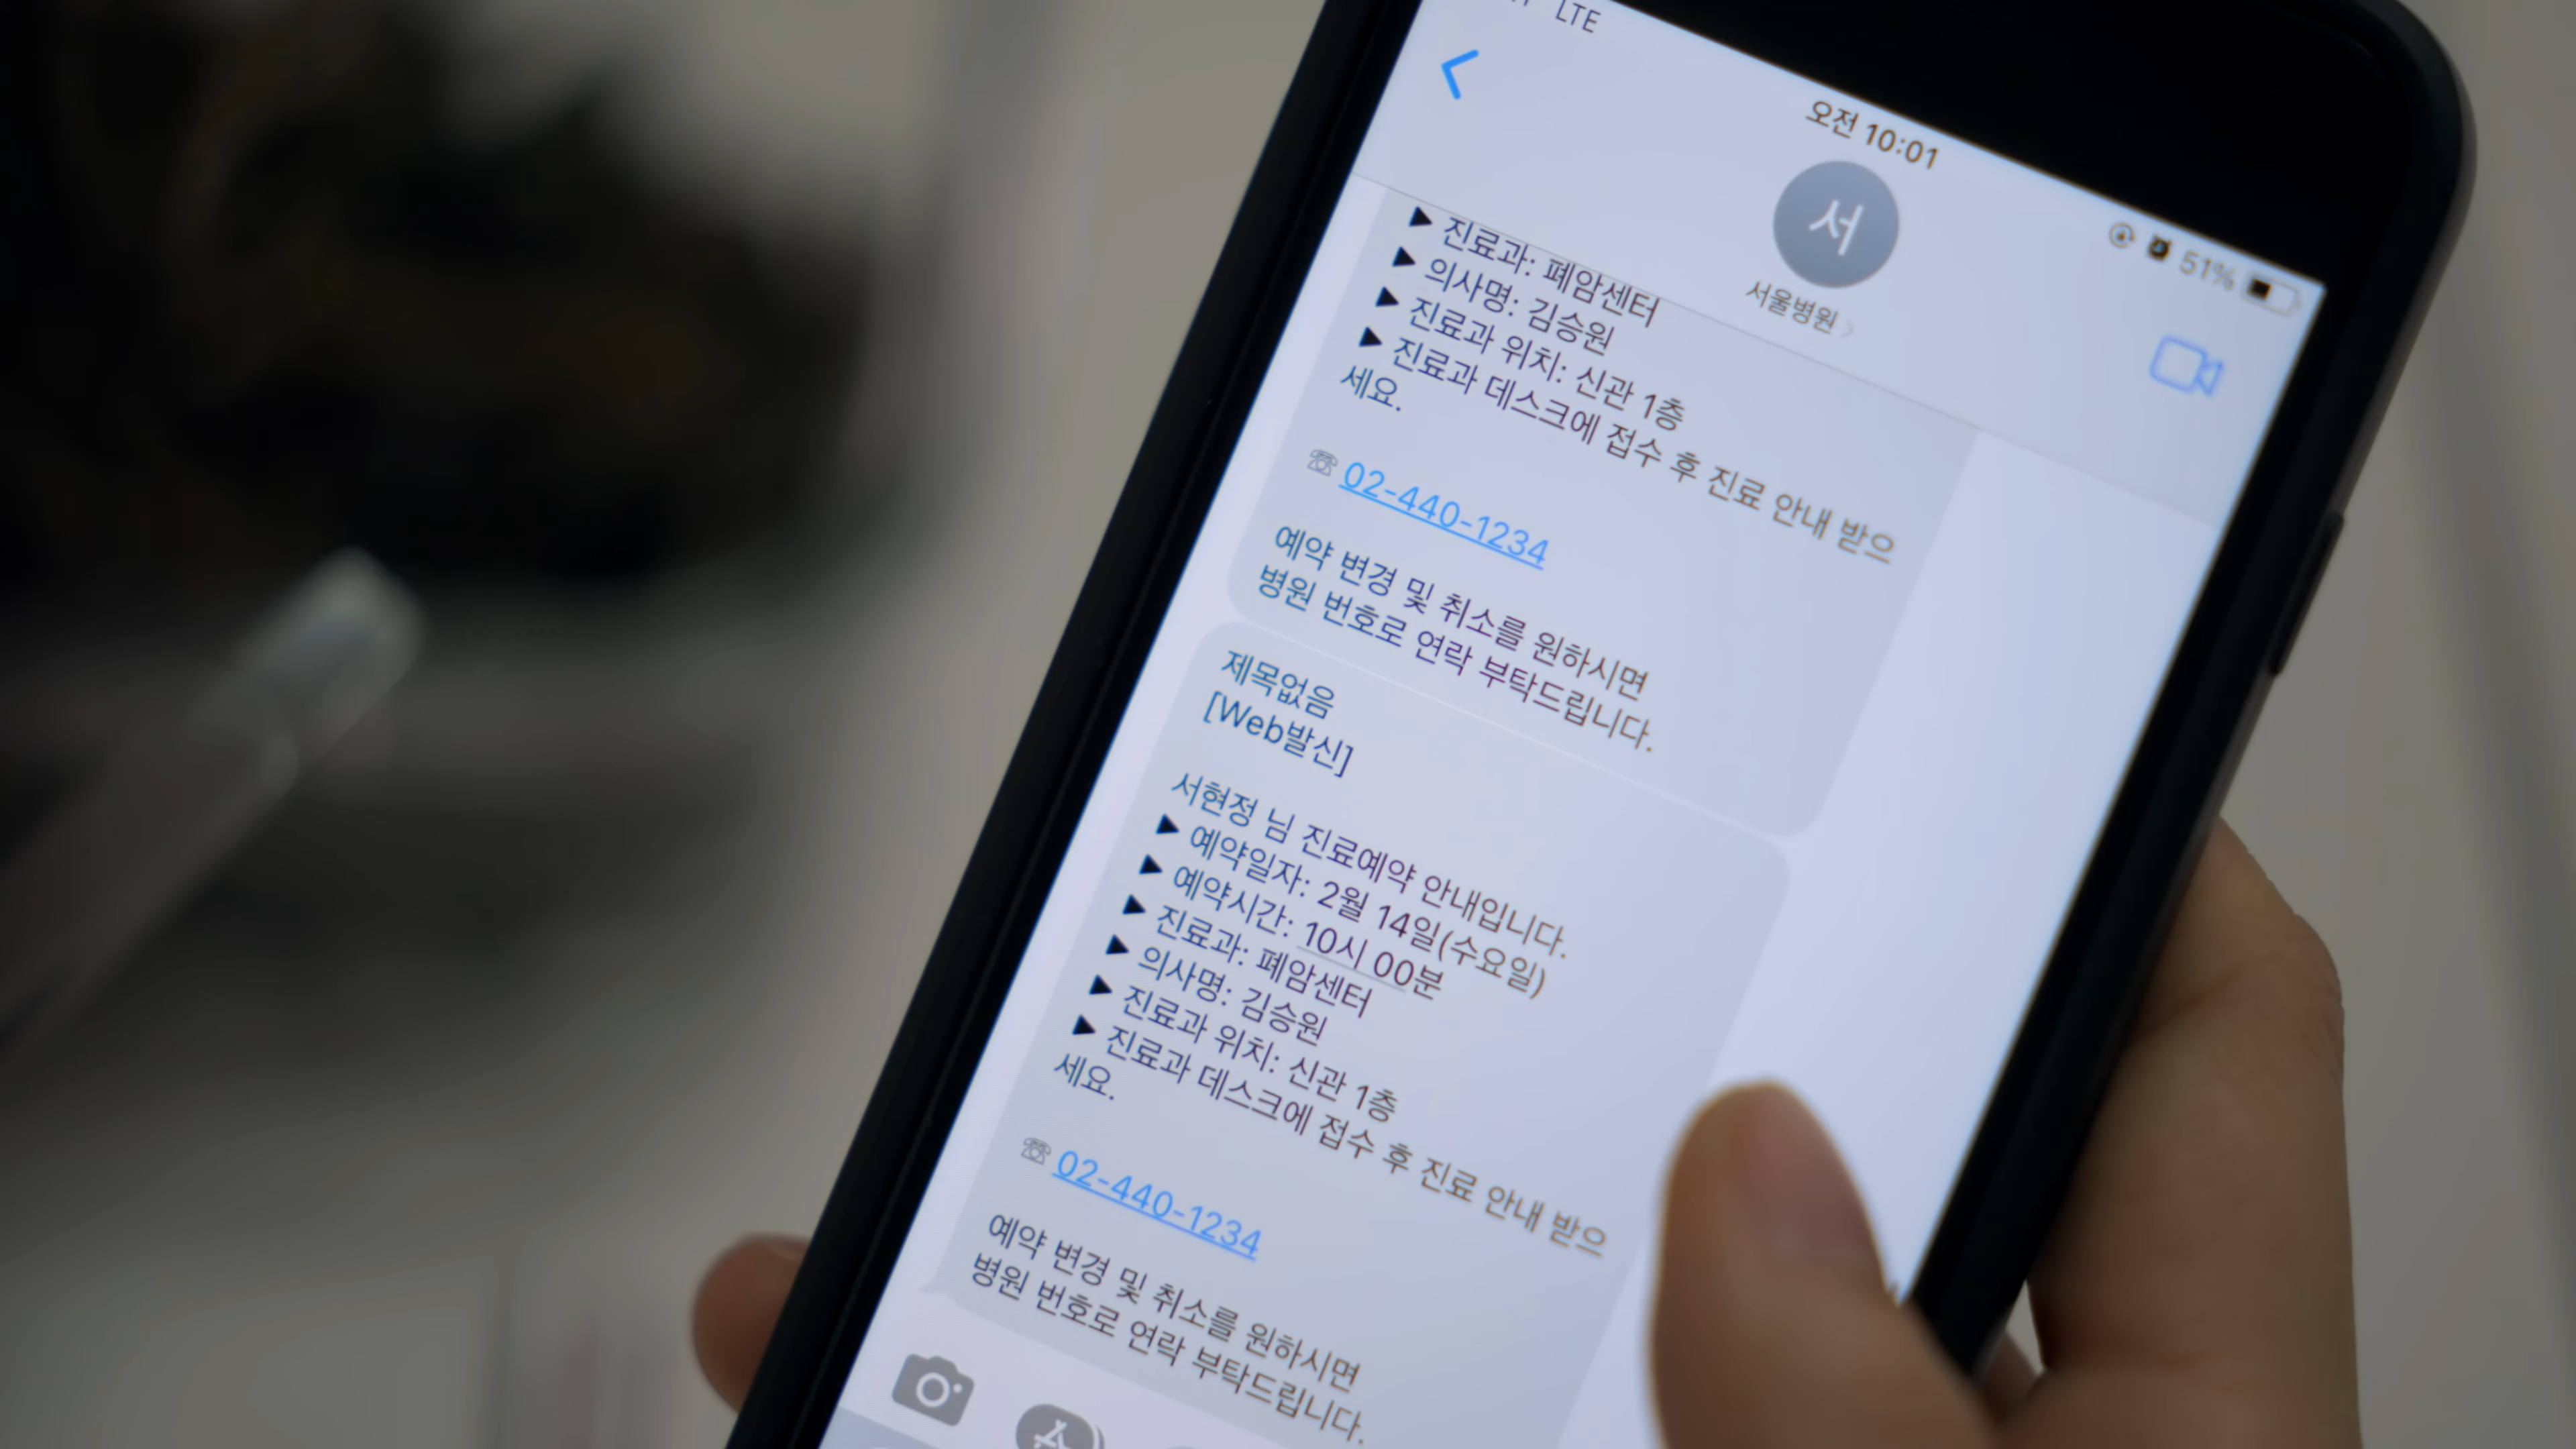 LTE
오전 10:01
51%
서
서울병원
▶ 진료과: 폐암센터
▶ 의사명: 김승원
▶ 진료과 위치: 신관 1층
▶ 진료과 데스크에 접수 후 진료 안내 받으
세요.
☏ 02-440-1234
예약 변경 및 취소를 원하시면
병원 번호로 연락 부탁드립니다.
제목없음
[Web발신]
서현정 님 진료예약 안내입니다.
▶ 예약일자: 2월 14일(수요일)
▶ 예약시간: 10시 00분
▶ 진료과: 폐암센터
▶ 의사명: 김승원
▶ 진료과 위치: 신관 1층
▶ 진료과 데스크에 접수 후 진료 안내 받으
세요.
☏ 02-440-1234
예약 변경 및 취소를 원하시면
병원 번호로 연락 부탁드립니다.